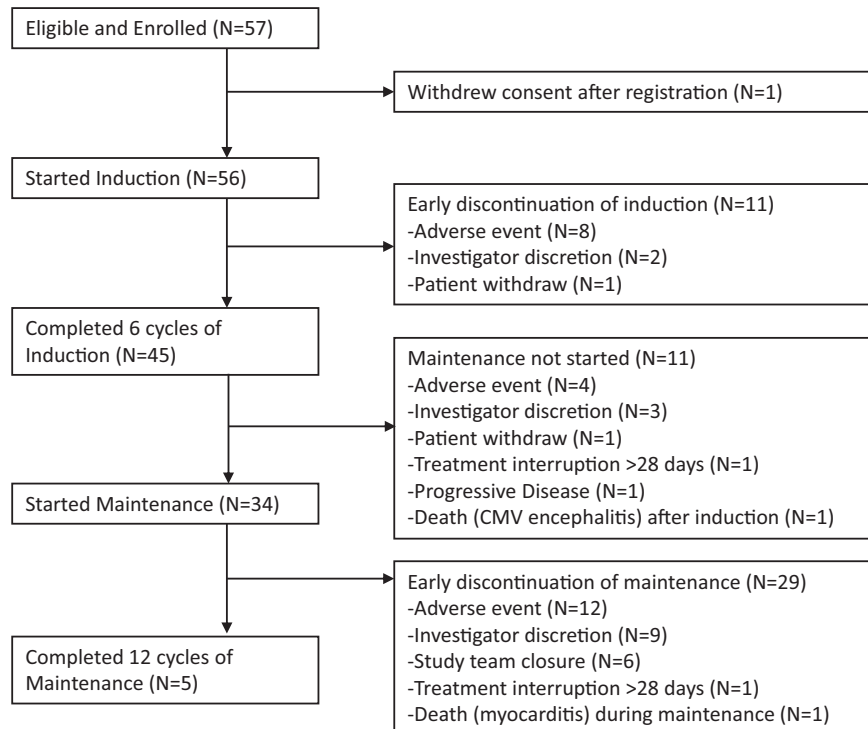 Eligible and Enrolled (N=57)
Withdrew consent after registration (N=1)
Started Induction (N=56)
Early discontinuation of induction (N=11)
-Adverse event (N=8)
-Investigator discretion (N=2)
-Patient withdraw (N=1)
Completed 6 cycles of
Induction (N=45)
Maintenance not started (N=11)
-Adverse event (N=4)
-Investigator discretion (N=3)
-Patient withdraw (N=1)
-Treatment interruption >28 days (N=1)
-Progressive Disease (N=1)
-Death (CMV encephalitis) after induction (N=1)
Started Maintenance (N=34)
Early discontinuation of maintenance (N=29)
-Adverse event (N=12)
-Investigator discretion (N=9)
-Study team closure (N=6)
-Treatment interruption >28 days (N=1)
-Death (myocarditis) during maintenance (N=1)
Completed 12 cycles of
Maintenance (N=5)